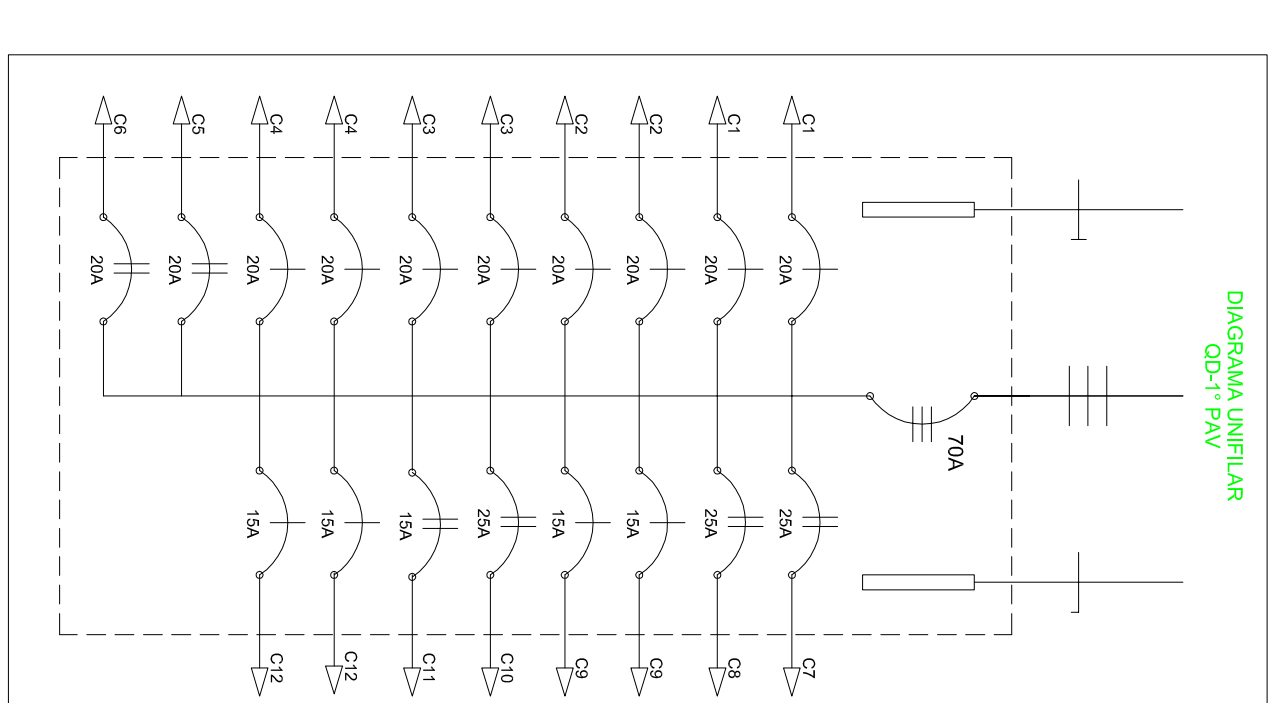 DIAGRAMA UNIFILAR
QD-1° PAV
70A
C1
20A
25A
C7
C1
20A
25A
C8
C2
20A
15A
C9
C2
20A
15A
C9
C3
20A
25A
C10
C3
20A
15A
C11
C4
20A
15A
C12
C4
20A
15A
C12
C5
20A
C6
20A